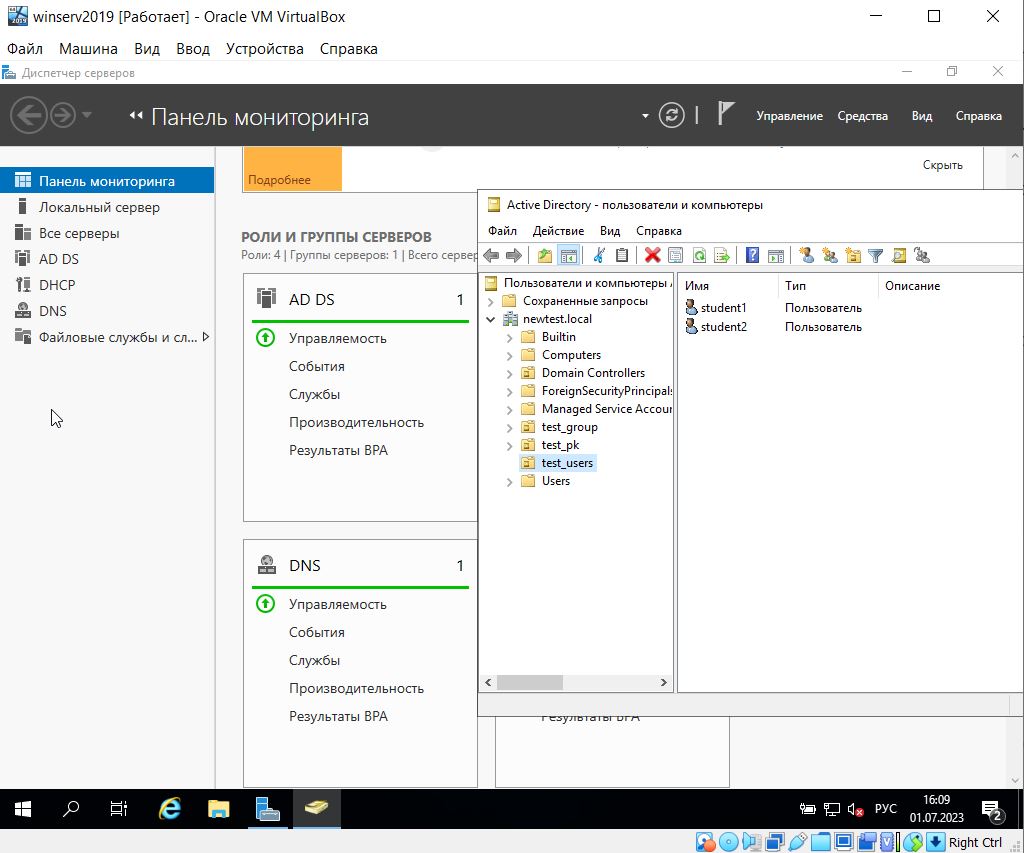 winserv2019 [Работает] - Oracle VM VirtualBox
Файл Машина Вид Ввод Устройства Справка
Диспетчер серверов
Панель мониторинга
Управление Средства Вид Справка
Панель мониторинга
Локальный сервер
Все серверы
AD DS
DHCP
DNS
Файловые службы и сл...
Подробнее
Скрыть
РОЛИ И ГРУППЫ СЕРВЕРОВ
Роли: 4 | Группы серверов: 1 | Всего сервер
AD DS 1
Управляемость
События
Службы
Производительность
Результаты BPA
DNS 1
Управляемость
События
Службы
Производительность
Результаты BPA
Результаты BPA
Active Directory - пользователи и компьютеры
Файл Действие Вид Справка
Пользователи и компьютеры
Сохраненные запросы
newtest.local
Builtin
Computers
Domain Controllers
ForeignSecurityPrincipals
Managed Service Accour
test_group
test_pk
test_users
Users
Имя Тип Описание
student1 Пользователь
student2 Пользователь
РУС
16:09
01.07.2023
2
Right Ctrl